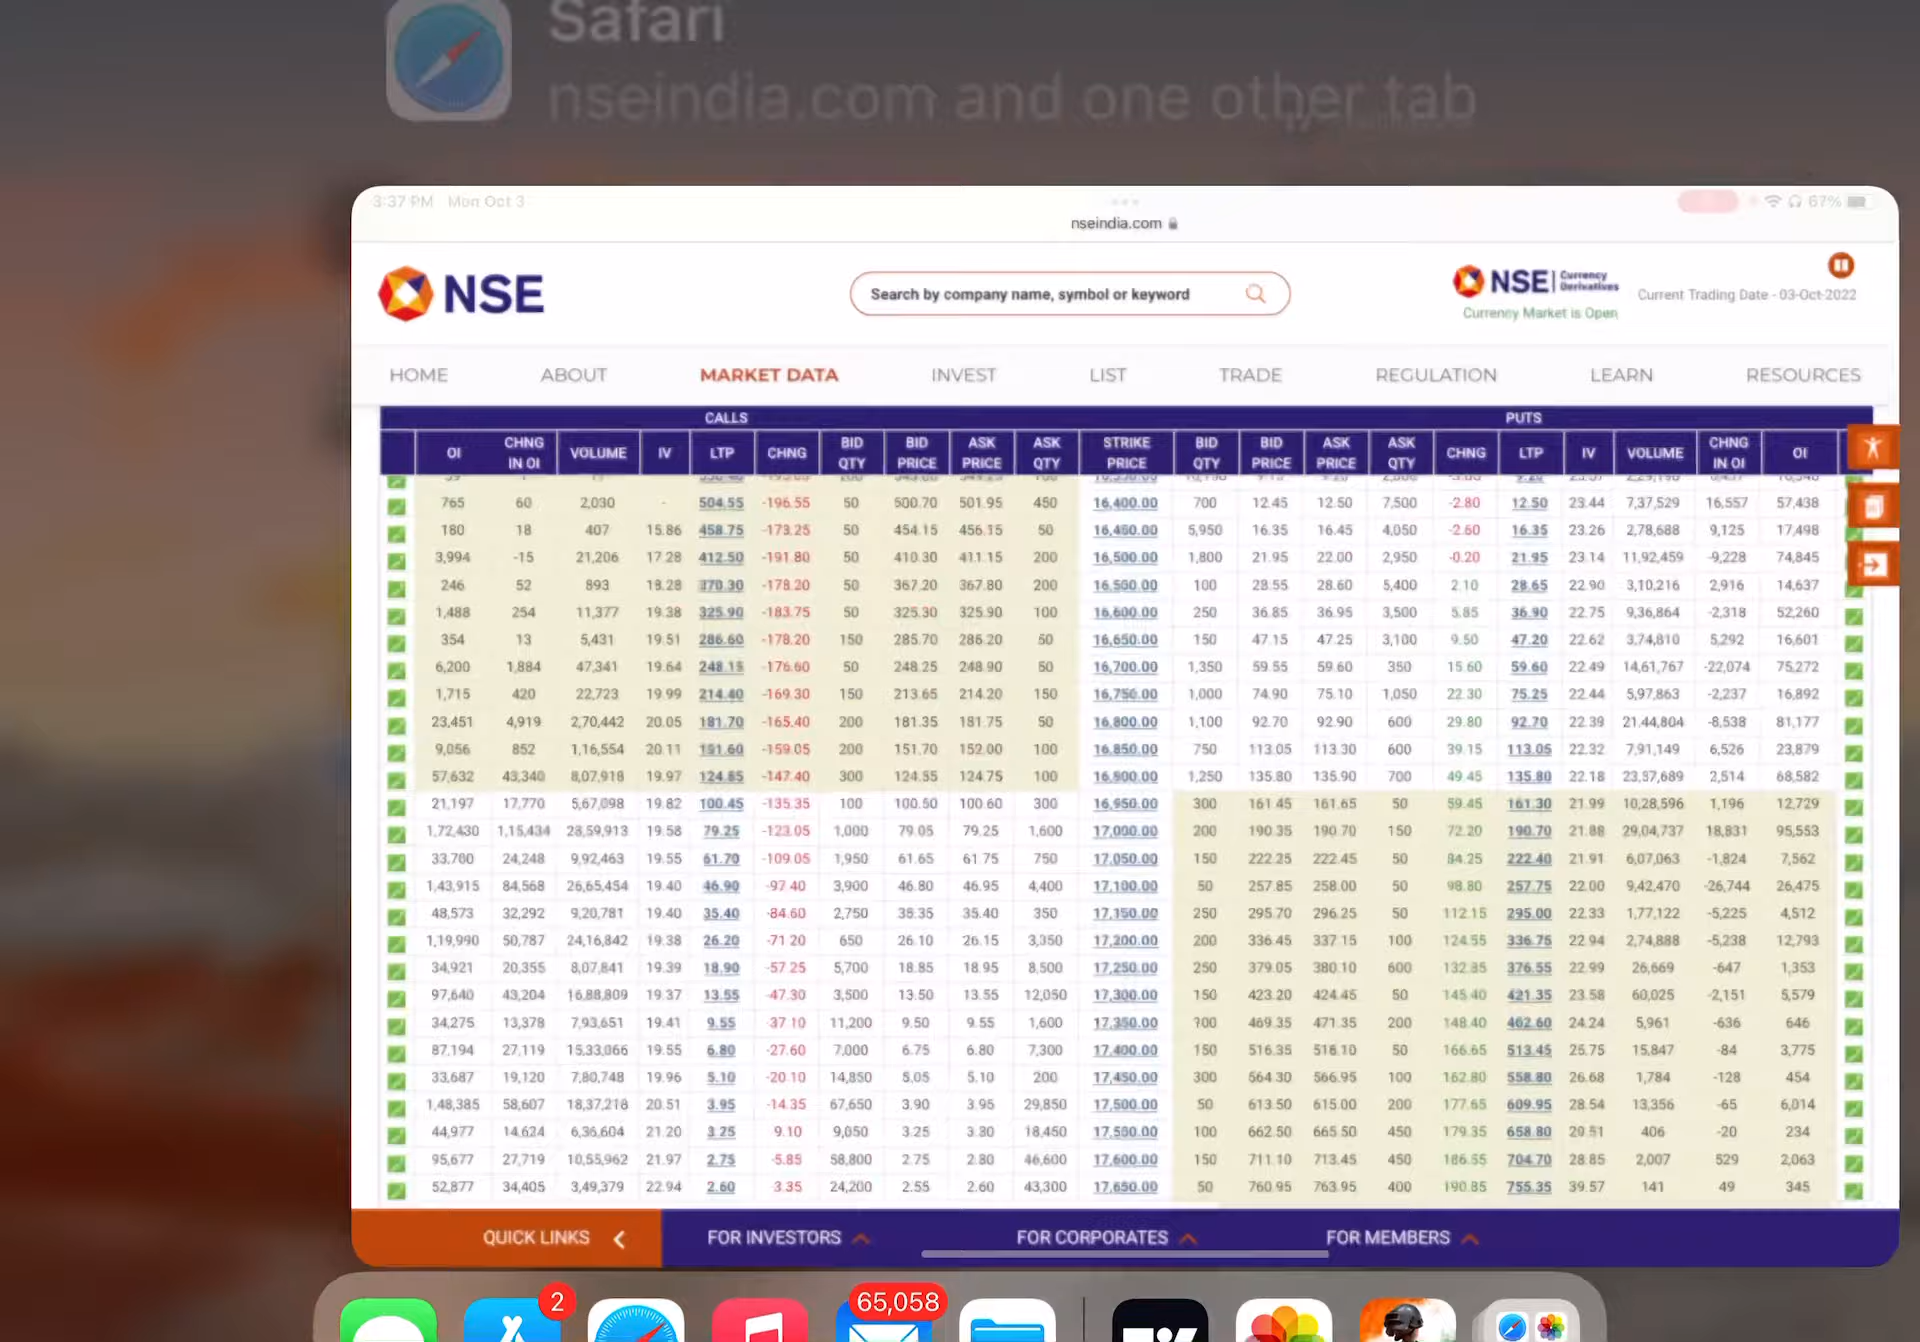 Safari
nseindia.com and one other tab
3:37 PM Mon Oct 3
67%
nseindia.com
NSE
Search by company name, symbol or keyword
NSE Currency Derivatives
Currency Market is Open
Current Trading Date - 03-Oct-2022
HOME ABOUT MARKET DATA INVEST LIST TRADE REGULATION LEARN RESOURCES
CALLS PUTS
OI CHNG IN OI VOLUME IV LTP CHNG BID QTY BID PRICE ASK PRICE ASK QTY STRIKE PRICE BID QTY BID PRICE ASK PRICE ASK QTY CHNG LTP IV VOLUME CHNG IN OI OI
765 60 2,030 - 504.55 -196.55 50 500.70 501.95 450 16,400.00 700 12.45 12.50 7,500 -2.80 12.50 23.44 7,37,529 16,557 57,438
180 18 407 15.86 458.75 -173.25 50 454.15 456.15 50 16,450.00 5,950 16.35 16.45 4,050 -2.60 16.35 23.26 2,78,688 9,125 17,498
3,994 -15 21,206 17.28 412.50 -191.80 50 410.30 411.15 200 16,500.00 1,800 21.95 22.00 2,950 -0.20 21.95 23.14 11,92,459 -9,228 74,845
246 52 893 18.28 370.30 -178.20 50 367.20 367.80 200 100 28.55 28.60 5,400 2.10 28.65 22.90 3,10,216 2,916 14,637
1,488 254 11,377 19.38 325.90 -183.75 50 325.30 325.90 100 16,600.00 250 36.85 36.95 3,500 5.85 36.90 22.75 9,36,864 -2,318 52,260
354 13 5,431 19.51 286.60 -178.20 150 285.70 286.20 50 16,650.00 150 47.15 47.25 3,100 9.50 47.20 22.62 3,74,810 5,292 16,601
6,200 1,884 47,341 19.64 248.15 -176.60 50 248.25 248.90 50 16,700.00 1,350 59.55 59.60 350 15.60 59.60 22.49 14,61,767 -22,074 75,272
1,715 420 22,723 19.99 214.40 -169.30 150 213.65 214.20 150 16,750.00 1,000 74.90 75.10 1,050 22.30 75.25 22.44 5,97,863 -2,237 16,892
23,451 4,919 2,70,442 20.05 181.70 -165.40 200 181.35 181.75 50 16,800.00 1,100 92.70 92.90 600 29.80 92.70 22.39 21,44,804 -8,538 81,177
9,056 852 1,16,554 20.11 151.60 -159.05 200 151.70 152.00 100 16,850.00 750 113.05 113.30 600 39.15 113.05 22.32 7,91,149 6,526 23,879
57,632 43,340 8,07,918 19.97 124.85 -147.40 300 124.55 124.75 100 1,250 135.80 135.90 700 49.45 135.80 22.18 23,57,689 2,514 68,582
21,197 17,770 5,67,098 19.82 100.45 -135.35 100 100.50 100.60 300 16,950.00 300 161.45 161.65 50 59.45 161.30 21.99 10,28,596 1,196 12,729
1,72,430 1,15,434 28,59,913 19.58 79.25 -123.05 1,000 79.05 79.25 1,600 17,000.00 200 190.35 190.70 150 72.20 190.70 21.88 29,04,737 18,831 95,553
33,700 24,248 9,92,463 19.55 61.70 -109.05 1,950 61.65 61.75 750 17,050.00 150 222.25 222.45 50 84.25 222.40 21.91 6,07,063 -1,824 7,562
1,43,915 84,568 26,65,454 19.40 46.90 -97.40 3,900 46.80 46.95 4,400 17,100.00 50 257.85 258.00 50 98.80 257.75 22.00 9,42,470 -26,744 26,475
48,573 32,292 9,20,781 19.40 35.40 -84.60 2,750 35.35 35.40 350 17,150.00 250 295.70 296.25 50 112.15 295.00 22.33 1,77,122 -5,225 4,512
1,19,990 50,787 24,16,842 19.38 26.20 -71.20 650 26.10 26.15 3,350 17,200.00 200 336.45 337.15 100 124.55 336.75 22.94 2,74,888 -5,238 12,793
34,921 20,355 8,07,841 19.39 18.90 -57.25 5,700 18.85 18.95 8,500 17,250.00 250 379.05 380.10 600 132.85 376.55 22.99 26,669 -647 1,353
97,640 43,204 16,88,809 19.37 13.55 -47.30 3,500 13.50 13.55 12,050 17,300.00 150 423.20 424.45 50 145.40 421.35 23.58 60,025 -2,151 5,579
34,275 13,378 7,93,651 19.41 9.55 -37.10 11,200 9.50 9.55 1,600 17,350.00 469.35 471.35 200 148.40 462.60 24.24 5,961 -636 646
87,194 27,119 15,33,066 19.55 6.80 -27.60 7,000 6.75 6.80 7,300 17,400.00 150 516.35 518.10 50 166.65 513.45 25.75 15,847 -84 3,775
33,687 19,120 7,80,748 19.96 5.10 -20.10 14,850 5.05 5.10 200 17,450.00 300 564.30 566.95 100 162.80 558.80 26.68 1,784 -128 454
1,48,385 58,607 18,37,218 20.51 3.95 -14.35 67,650 3.90 3.95 29,850 17,500.00 50 613.50 615.00 200 177.65 609.95 28.54 13,356 -65 6,014
44,977 14,624 6,36,604 21.20 3.25 9.10 9,050 3.25 3.30 18,450 100 662.50 665.50 450 179.35 658.80 406 -20 234
95,677 27,719 10,55,962 21.97 2.75 -5.85 58,800 2.75 2.80 46,600 17,600.00 150 711.10 713.45 450 186.55 704.70 28.85 2,007 529 2,063
52,877 34,405 3,49,379 22.94 2.60 3.35 24,200 2.55 2.60 43,300 17,650.00 50 760.95 763.95 400 190.85 755.35 39.57 141 49 345
QUICK LINKS FOR INVESTORS FOR CORPORATES FOR MEMBERS
2
65,058